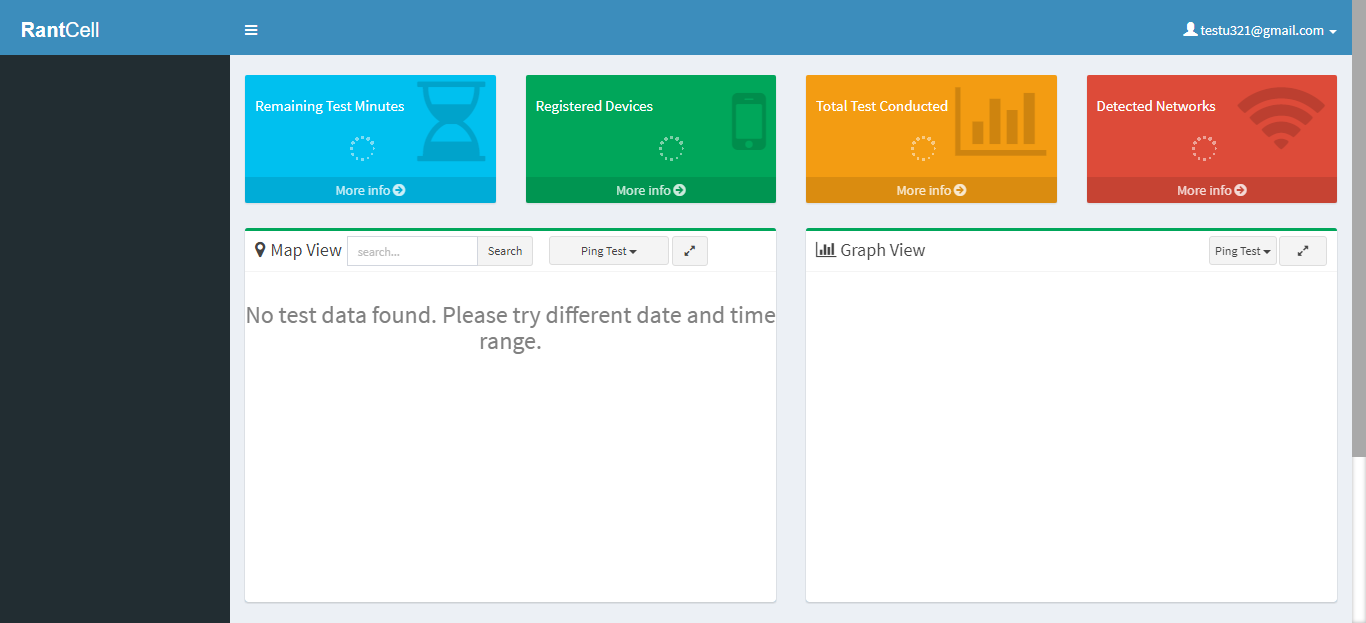 RantCell
testu321@gmail.com
Remaining Test Minutes
More info
Registered Devices
More info
Total Test Conducted
More info
Detected Networks
More info
Map View search... Search Ping Test
No test data found. Please try different date and time
range.
Graph View Ping Test